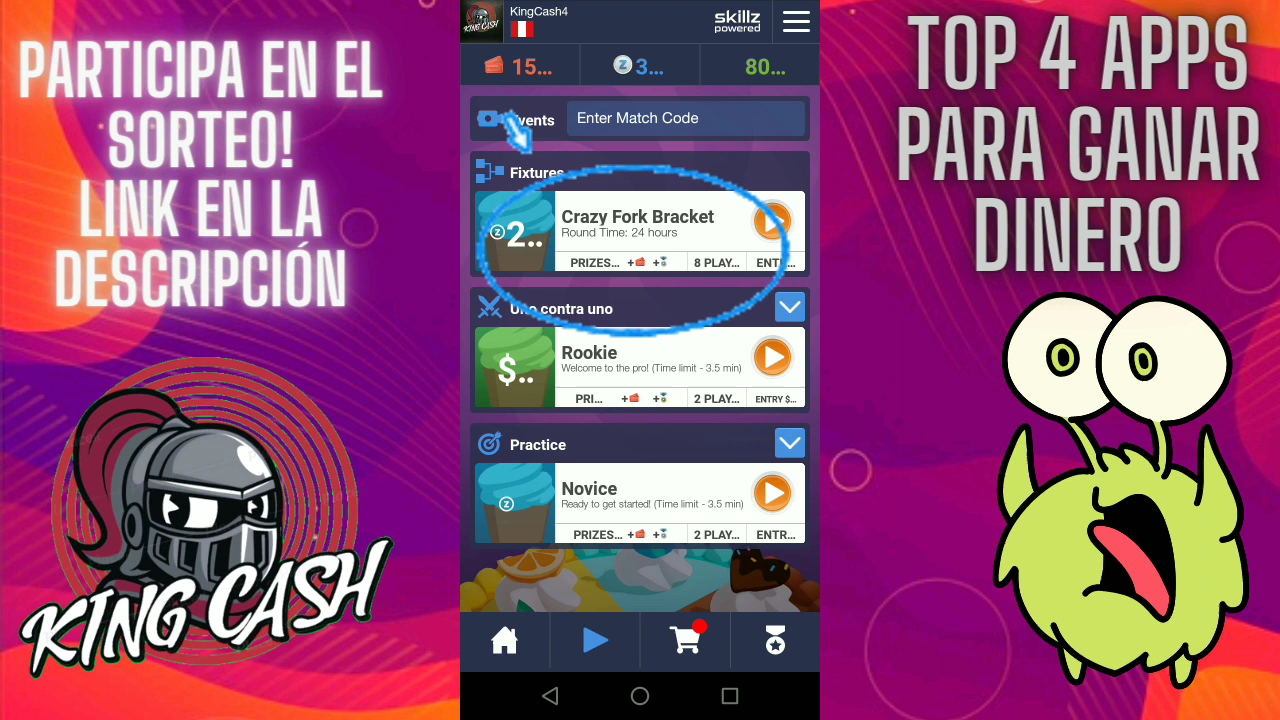 PARTICIPA EN EL
SORTEO!
LINK EN LA
DESCRIPCIÓN
KING CASH
KING CASH
KingCash4
skillz
powered
15...
Z 3...
80...
Events
Enter Match Code
Fixtures
Z 2..
Crazy Fork Bracket
Round Time: 24 hours
PRIZES... + + 8 PLAY... ENT...
Uno contra uno
$..
Rookie
Welcome to the pro! (Time limit - 3.5 min)
PRI... + + 2 PLAY... ENTRY $...
Practice
Z
Novice
Ready to get started! (Time limit - 3.5 min)
PRIZES... + + 2 PLAY... ENTR...
TOP 4 APPS
PARA GANAR
DINERO